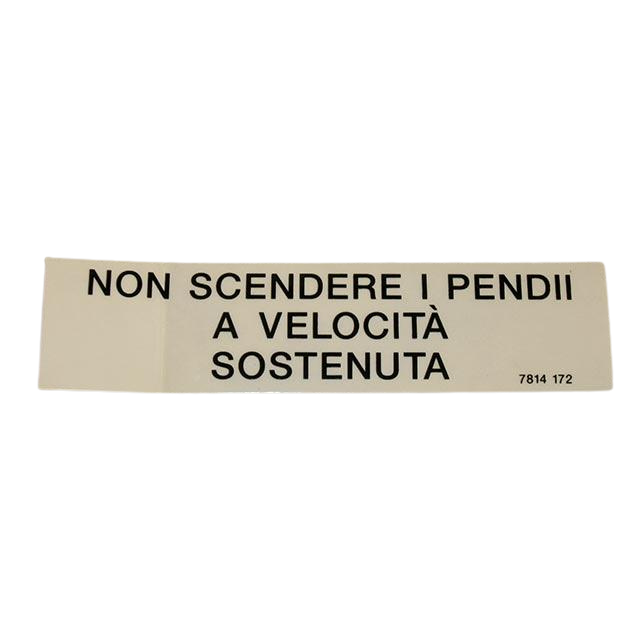 NON SCENDERE I PENDII
A VELOCITÀ
SOSTENUTA
7814 172